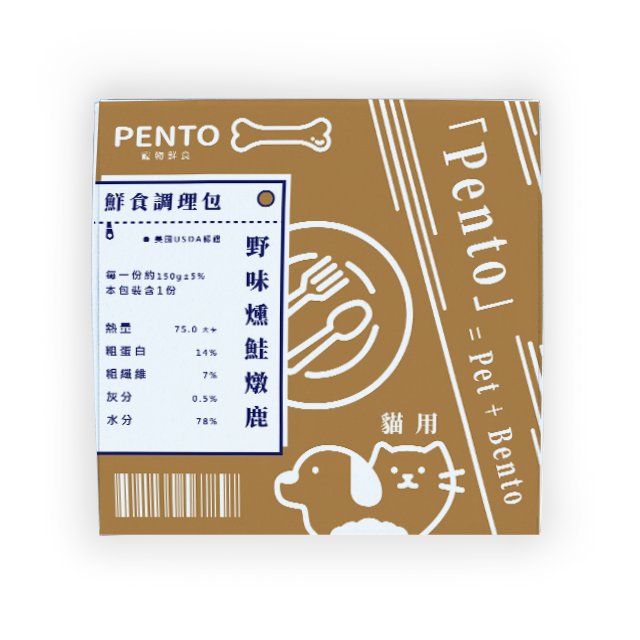 PENTO
寵物鮮食
鮮食調理包
美國USDA認證
野味燻鮭燉鹿
每一份約150g±5%
本包裝含1份
熱量 75.0 大卡
粗蛋白 14%
粗纖維 7%
灰分 0.5%
水分 78%
貓用
「Pento」= Pet + Bento